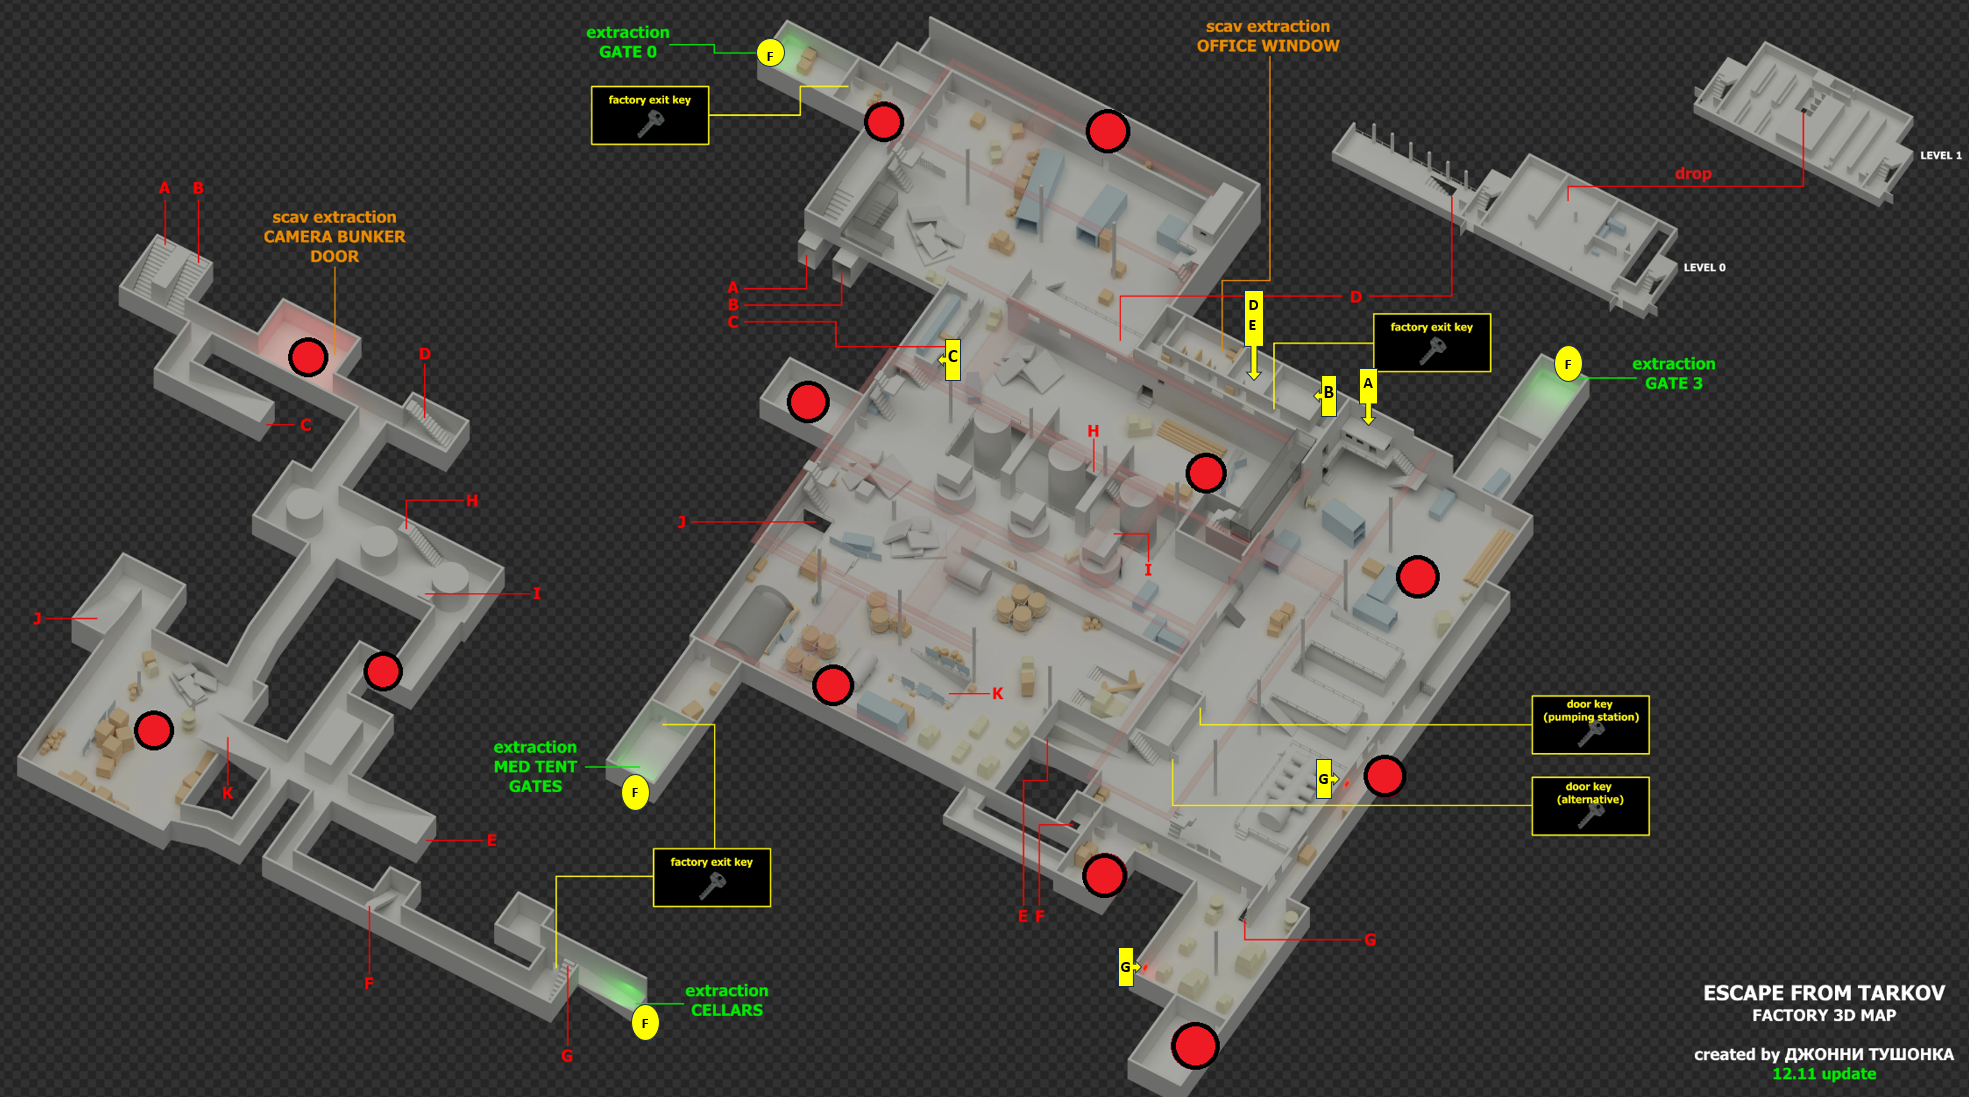 extraction
GATE 0
F
factory exit key
scav extraction
OFFICE WINDOW
drop
LEVEL 1
LEVEL 0
A
B
scav extraction
CAMERA BUNKER
DOOR
D
C
H
I
J
K
E
F
G
A
B
C
C
D
D
E
B
A
factory exit key
F
extraction
GATE 3
H
J
I
K
extraction
MED TENT
GATES
F
factory exit key
extraction
CELLARS
F
E
F
G
G
G
door key
(pumping station)
door key
(alternative)
ESCAPE FROM TARKOV
FACTORY 3D MAP
created by ДЖОННИ ТУШОНКА
12.11 update